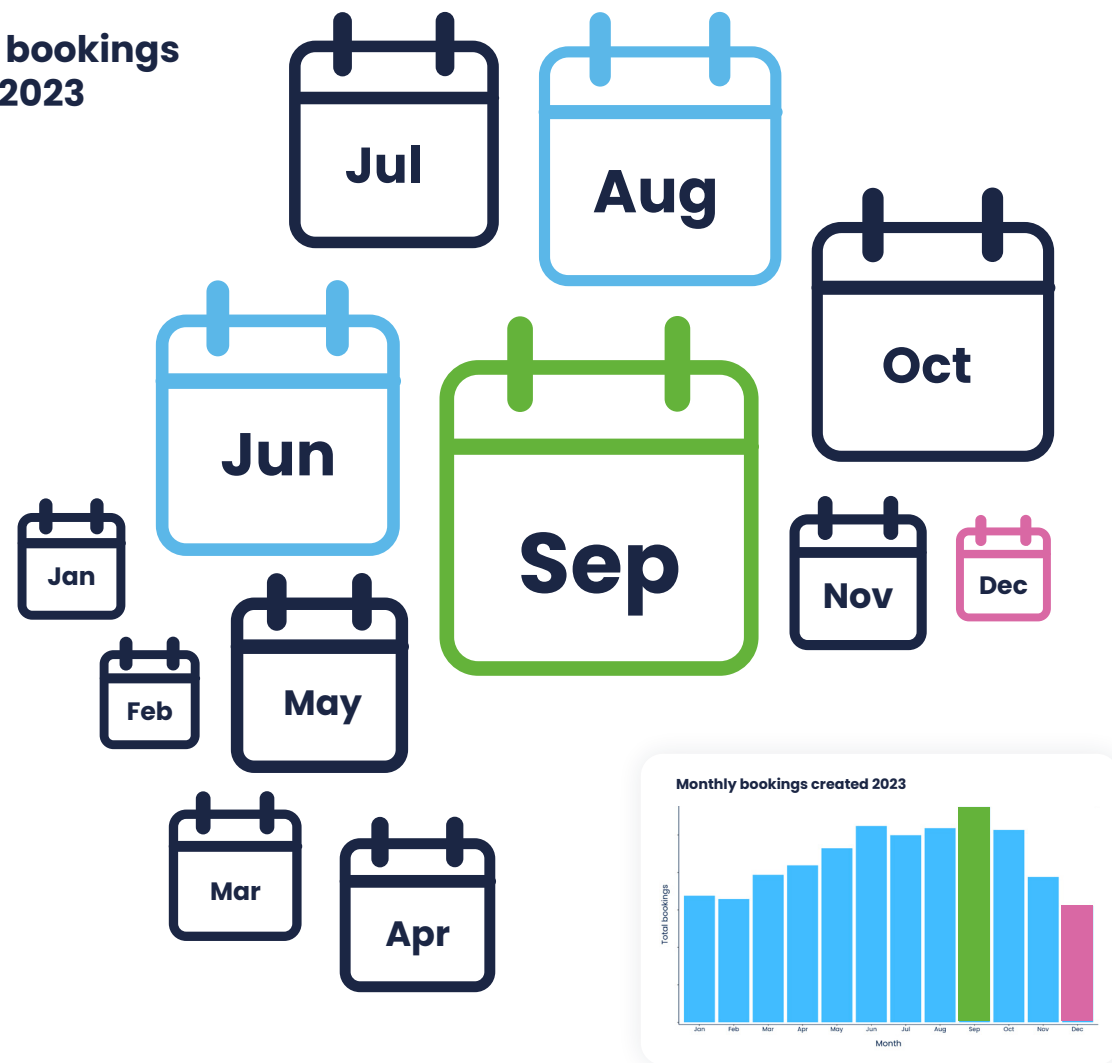 bookings
2023
Jul
Aug
Oct
Jun
Sep
Jan
Nov
Dec
Feb
May
Mar
Apr
Monthly bookings created 2023
Total bookings
Jan Feb Mar Apr May Jun Jul Aug Sep Oct Nov Dec
Month